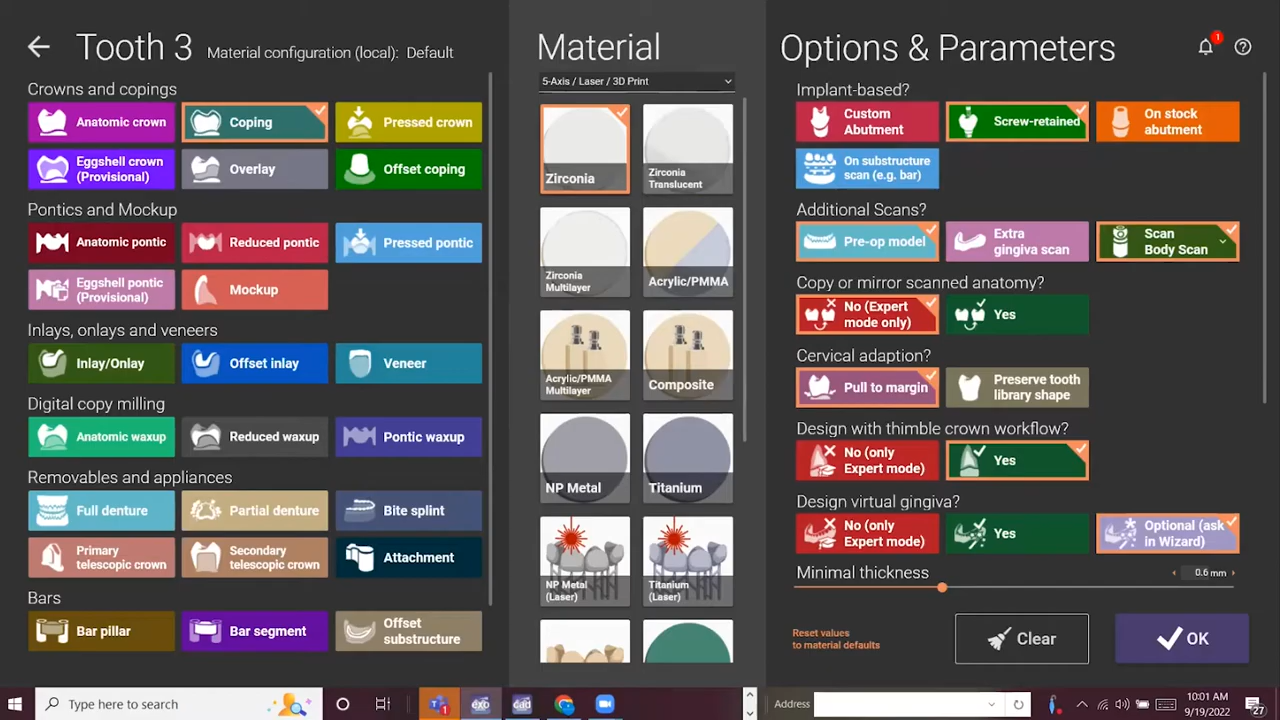 Tooth 3 Material configuration (local): Default
Crowns and copings
Anatomic crown
Coping
Pressed crown
Eggshell crown
(Provisional)
Overlay
Offset coping
Pontics and Mockup
Anatomic pontic
Reduced pontic
Pressed pontic
Eggshell pontic
(Provisional)
Mockup
Inlays, onlays and veneers
Inlay/Onlay
Offset inlay
Veneer
Digital copy milling
Anatomic waxup
Reduced waxup
Pontic waxup
Removables and appliances
Full denture
Partial denture
Bite splint
Primary
telescopic crown
Secondary
telescopic crown
Attachment
Bars
Bar pillar
Bar segment
Offset
substructure
Material
5-Axis / Laser / 3D Print
Zirconia
Zirconia
Translucent
Zirconia
Multilayer
Acrylic/PMMA
Acrylic/PMMA
Multilayer
Composite
NP Metal
Titanium
NP Metal
(Laser)
Titanium
(Laser)
Options & Parameters
1
Implant-based?
Custom
Abutment
Screw-retained
On stock
abutment
On substructure
scan (e.g. bar)
Additional Scans?
Pre-op model
Extra
gingiva scan
Scan
Body Scan
Copy or mirror scanned anatomy?
No (Expert
mode only)
Yes
Cervical adaption?
Pull to margin
Preserve tooth
library shape
Design with thimble crown workflow?
No (only
Expert mode)
Yes
Design virtual gingiva?
No (only
Expert mode)
Yes
Optional (ask
in Wizard)
Minimal thickness
0.6 mm
Reset values
to material defaults
Clear
OK
Type here to search
exo
cad
Address
10:01 AM
9/19/2022
27